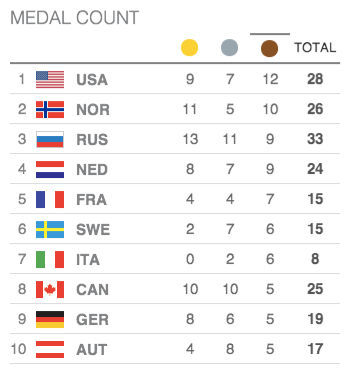 MEDAL COUNT
TOTAL
1 USA 9 7 12 28
2 NOR 11 5 10 26
3 RUS 13 11 9 33
4 NED 8 7 9 24
5 FRA 4 4 7 15
6 SWE 2 7 6 15
7 ITA 0 2 6 8
8 CAN 10 10 5 25
9 GER 8 6 5 19
10 AUT 4 8 5 17